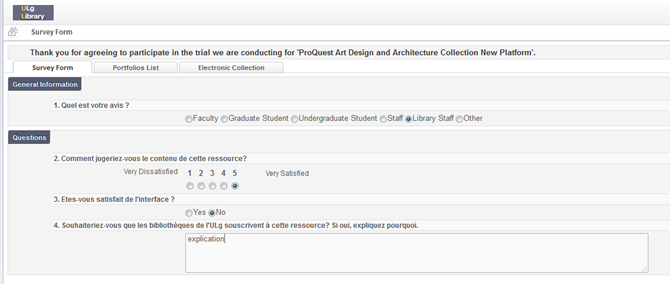 ULg
Library
Survey Form
Thank you for agreeing to participate in the trial we are conducting for 'ProQuest Art Design and Architecture Collection New Platform'.
Survey Form Portfolios List Electronic Collection
General Information
1. Quel est votre avis ?
Faculty Graduate Student Undergraduate Student Staff Library Staff Other
Questions
2. Comment jugeriez-vous le contenu de cette ressource?
Very Dissatisfied 1 2 3 4 5 Very Satisfied
3. Etes-vous satisfait de l'interface ?
Yes No
4. Souhaiteriez-vous que les bibliothèques de l'ULg souscrivent à cette ressource? Si oui, expliquez pourquoi.
explication